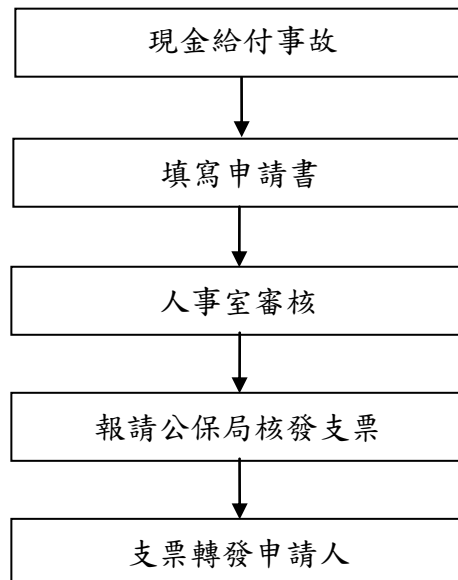 現金給付事故
填寫申請書
人事室審核
報請公保局核發支票
支票轉發申請人